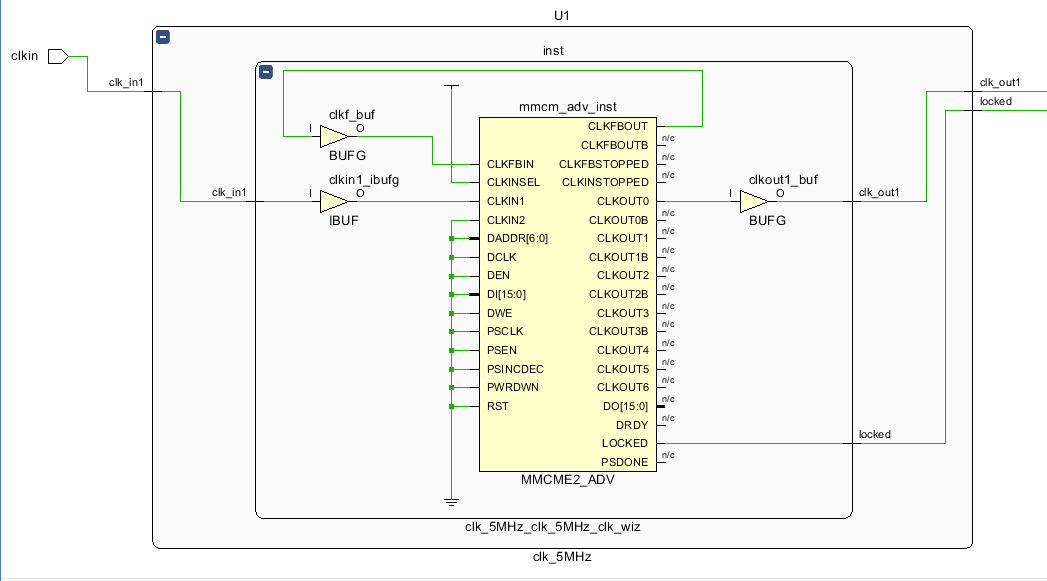 U1
clkin
clk_in1
clk_out1
locked
inst
clkf_buf
I
O
BUFG
clkin1_ibufg
clk_in1
I
O
IBUF
mmcm_adv_inst
CLKFBIN
CLKINSEL
CLKIN1
CLKIN2
DADDR[6:0]
DCLK
DEN
DI[15:0]
DWE
PSCLK
PSEN
PSINCDEC
PWRDWN
RST
CLKFBOUT
CLKFBOUTB n/c
CLKFBSTOPPED n/c
CLKINSTOPPED n/c
CLKOUT0
CLKOUT0B n/c
CLKOUT1 n/c
CLKOUT1B n/c
CLKOUT2 n/c
CLKOUT2B n/c
CLKOUT3 n/c
CLKOUT3B n/c
CLKOUT4 n/c
CLKOUT5 n/c
CLKOUT6 n/c
DO[15:0] n/c
DRDY n/c
LOCKED
PSDONE n/c
MMCME2_ADV
clkout1_buf
I
O
BUFG
clk_out1
locked
clk_5MHz_clk_5MHz_clk_wiz
clk_5MHz